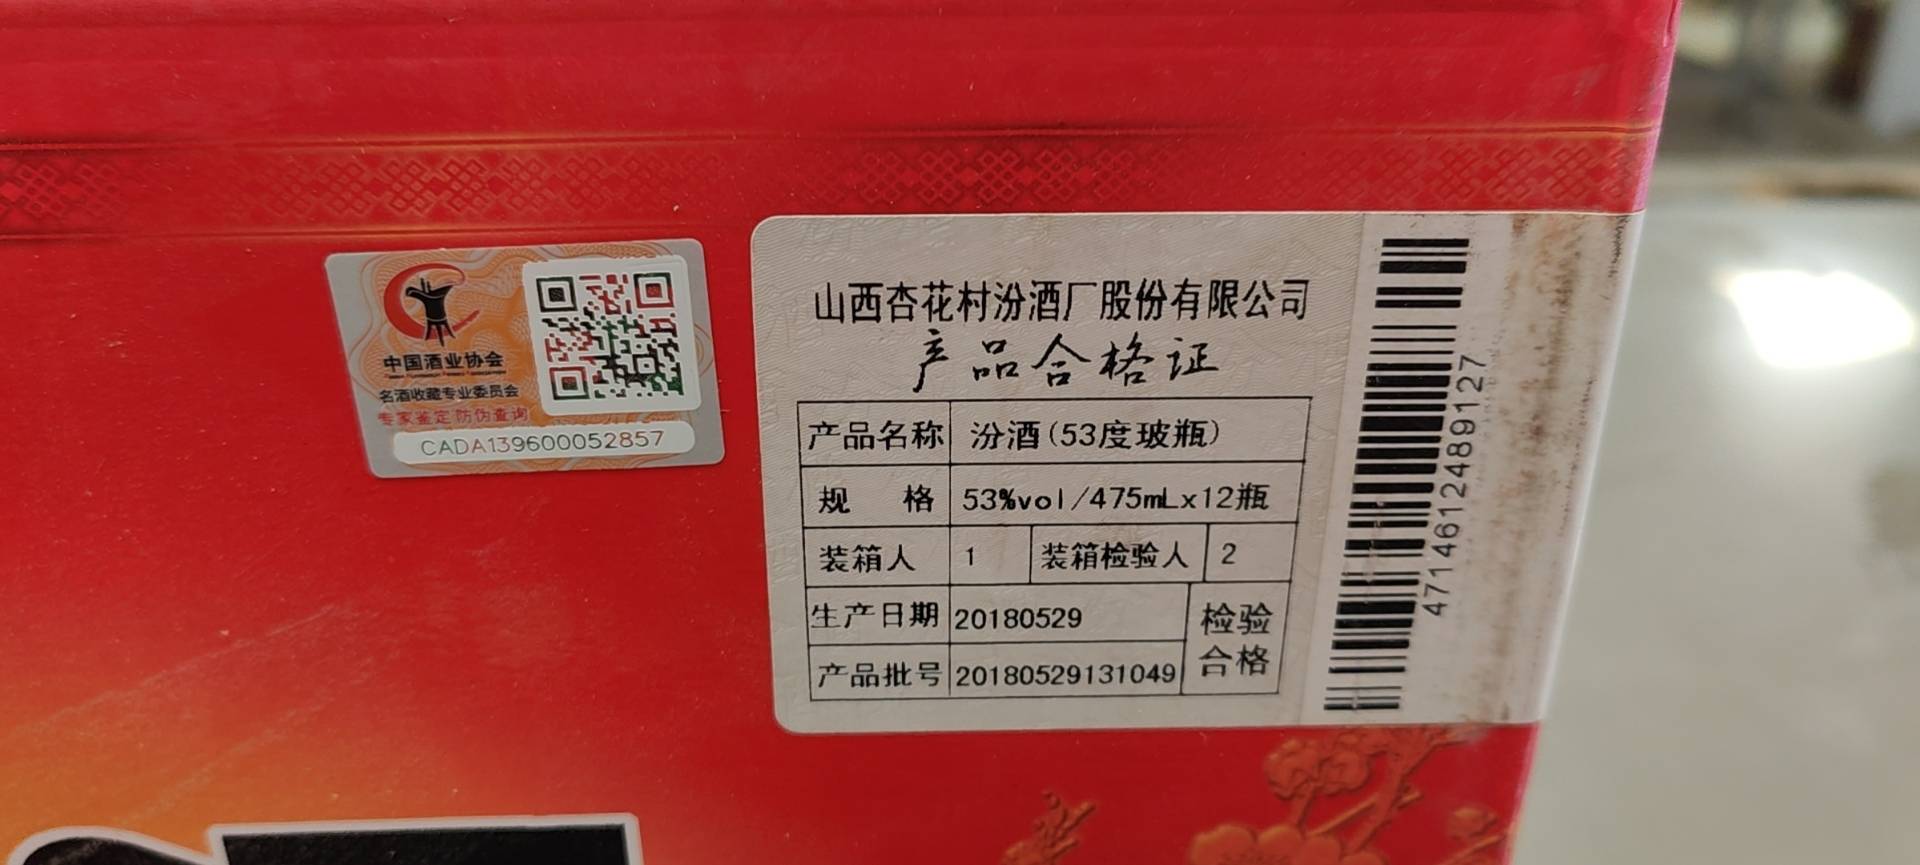 中国酒业协会
名酒收藏专业委员会
专家鉴定 防伪查询
CADA139600052857
山西杏花村汾酒厂股份有限公司
产品合格证
产品名称 汾酒(53度玻瓶)
规 格 53%vol/475mLx12瓶
装箱人 1 装箱检验人 2
生产日期 20180529
检验合格
产品批号 20180529131049
4714612489127